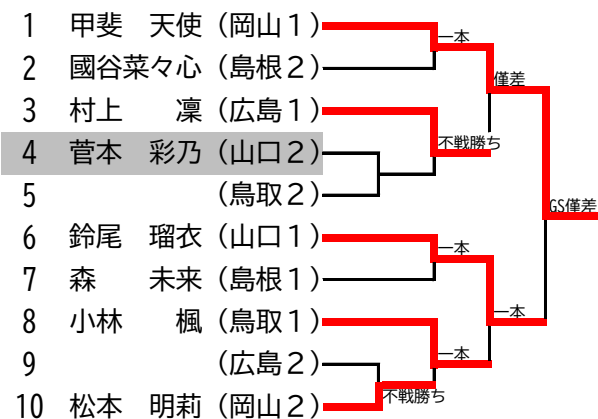 1 甲斐 天使（岡山１）
一本
2 國谷菜々心（島根２）
僅差
3 村上 凜（広島１）
不戦勝ち
4 菅本 彩乃（山口２）
5 （鳥取２）
GS僅差
6 鈴尾 瑠衣（山口１）
一本
7 森 未来（島根１）
一本
8 小林 楓（鳥取１）
一本
9 （広島２）
不戦勝ち
10 松本 明莉（岡山２）